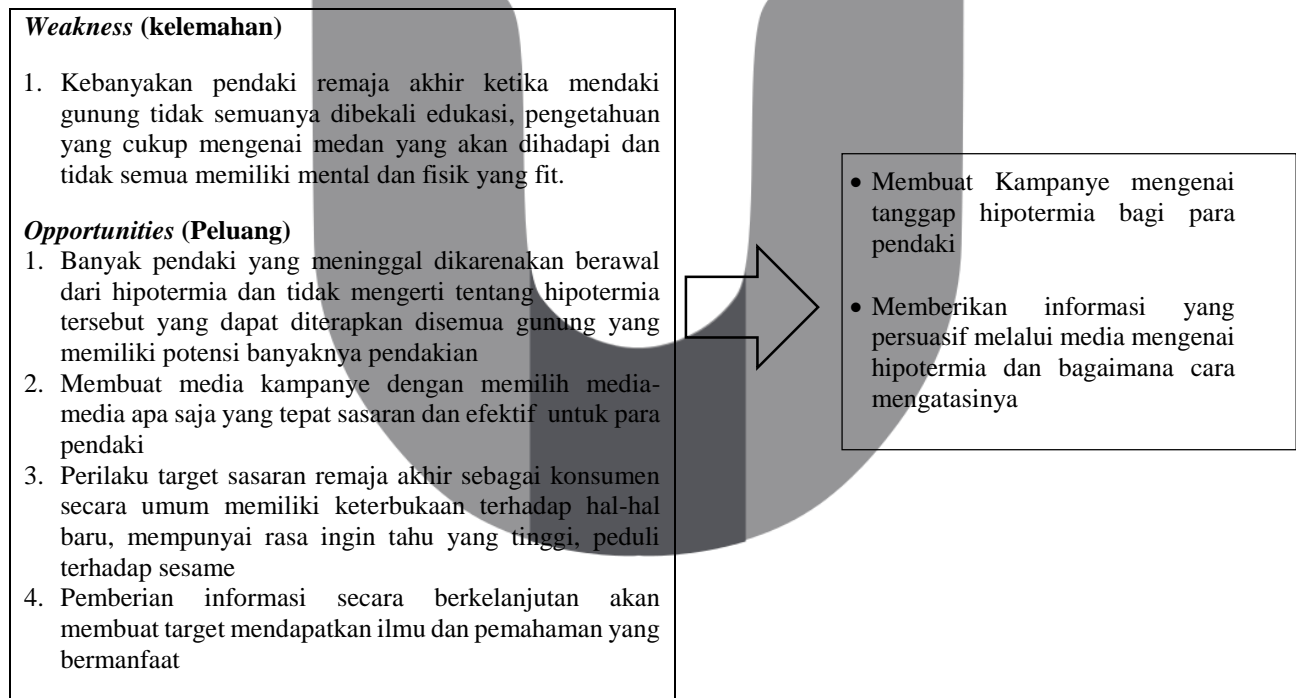 Weakness (kelemahan)
1. Kebanyakan pendaki remaja akhir ketika mendaki
gunung tidak semuanya dibekali edukasi, pengetahuan
yang cukup mengenai medan yang akan dihadapi dan
tidak semua memiliki mental dan fisik yang fit.
Opportunities (Peluang)
1. Banyak pendaki yang meninggal dikarenakan berawal
dari hipotermia dan tidak mengerti tentang hipotermia
tersebut yang dapat diterapkan disemua gunung yang
memiliki potensi banyaknya pendakian
2. Membuat media kampanye dengan memilih media-
media apa saja yang tepat sasaran dan efektif untuk para
pendaki
3. Perilaku target sasaran remaja akhir sebagai konsumen
secara umum memiliki keterbukaan terhadap hal-hal
baru, mempunyai rasa ingin tahu yang tinggi, peduli
terhadap sesame
4. Pemberian informasi secara berkelanjutan akan
membuat target mendapatkan ilmu dan pemahaman yang
bermanfaat
• Membuat Kampanye mengenai
tanggap hipotermia bagi para
pendaki
• Memberikan informasi yang
persuasif melalui media mengenai
hipotermia dan bagaimana cara
mengatasinya